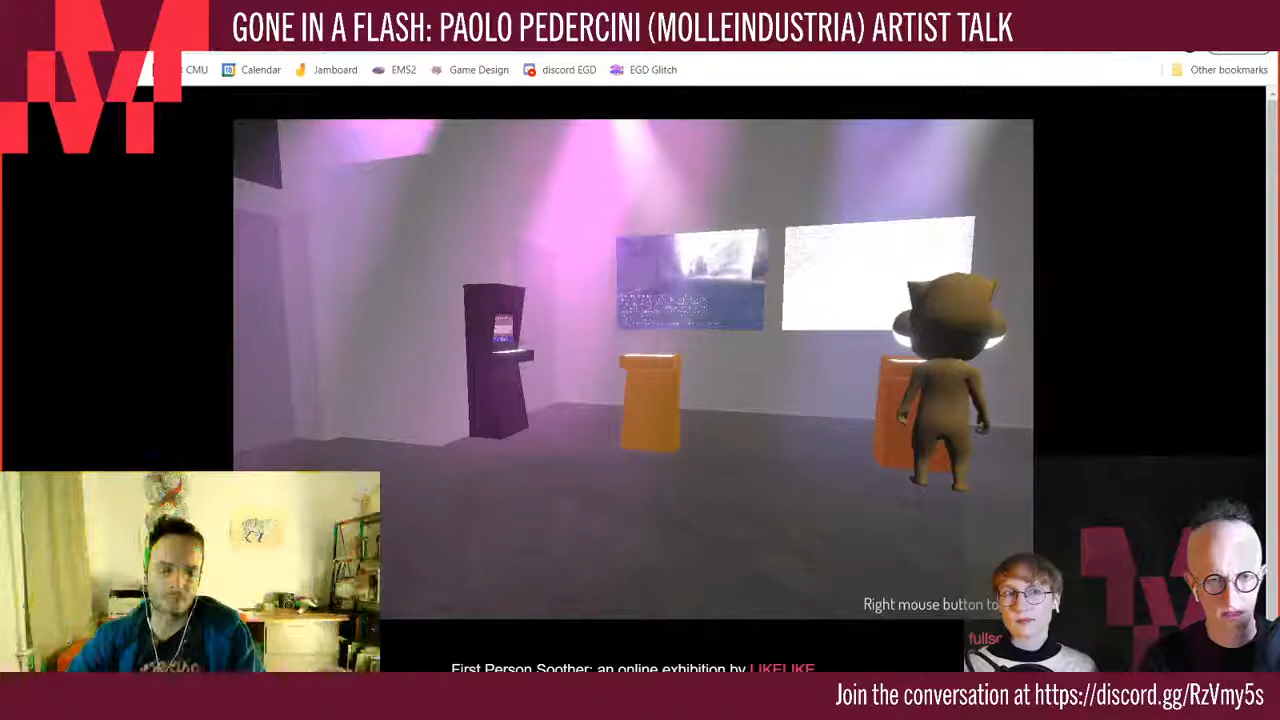 GONE IN A FLASH: PAOLO PEDERCINI (MOLLEINDUSTRIA) ARTIST TALK
CMU Calendar Jamboard EMS2 Game Design discord EGD EGD Glitch Other bookmarks
Right mouse button to
fullsc
First Person Soother: an online exhibition by LIKELIKE
Join the conversation at https://discord.gg/RzVmy5s